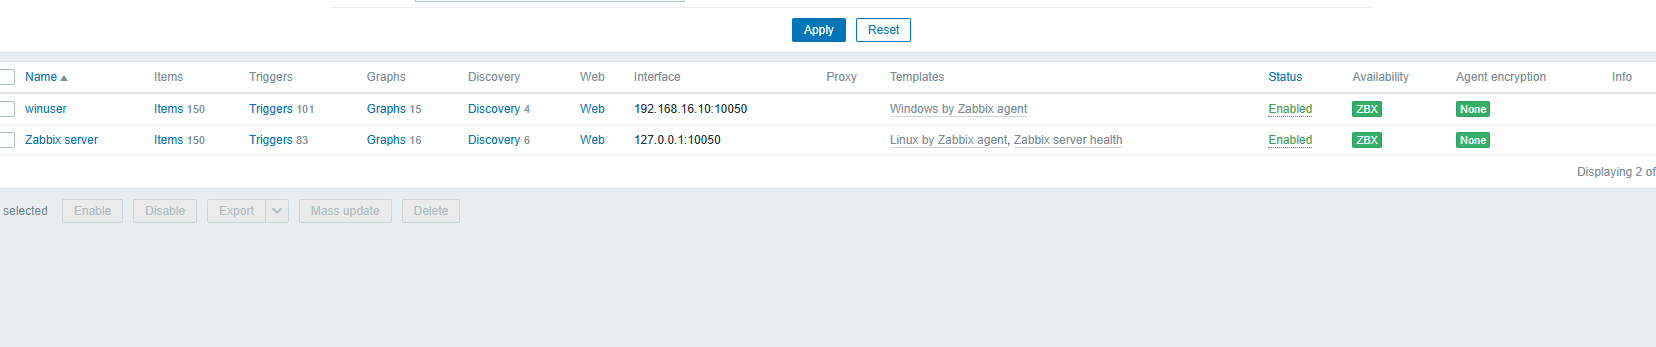 Apply Reset
Name Items Triggers Graphs Discovery Web Interface Proxy Templates Status Availability Agent encryption Info
winuser Items 150 Triggers 101 Graphs 15 Discovery 4 Web 192.168.16.10:10050 Windows by Zabbix agent Enabled ZBX None
Zabbix server Items 150 Triggers 83 Graphs 16 Discovery 6 Web 127.0.0.1:10050 Linux by Zabbix agent, Zabbix server health Enabled ZBX None
Displaying 2 of
selected Enable Disable Export Mass update Delete